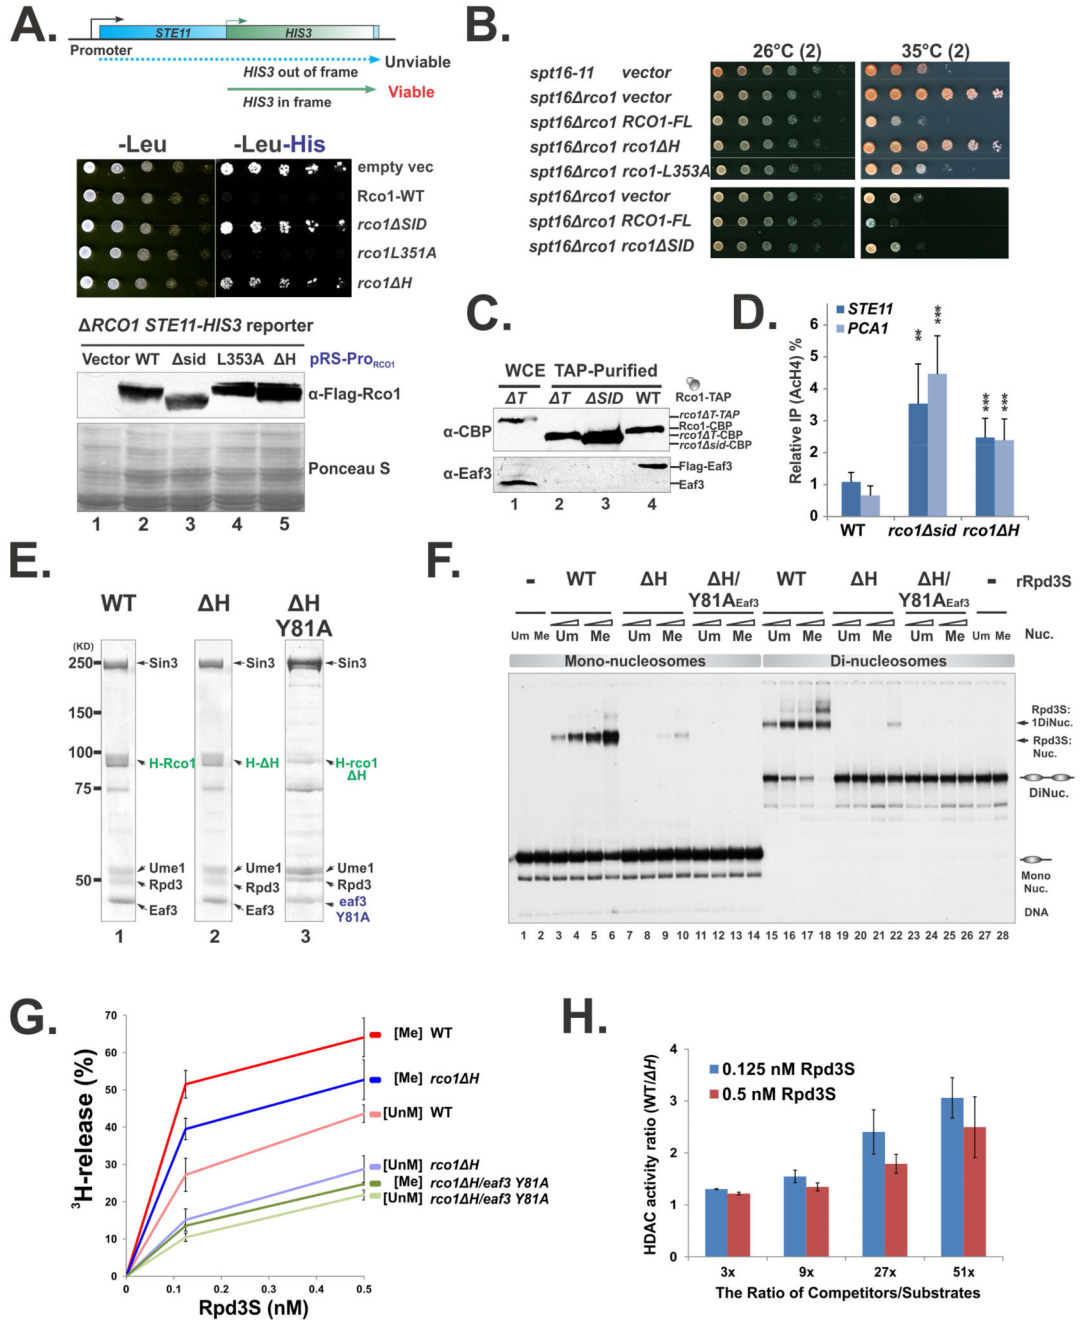 A.
STE11
HIS3
Promoter
HIS3 out of frame
Unviable
HIS3 in frame
Viable
-Leu
-Leu-His
empty vec
Rco1-WT
rco1ΔSID
rco1L351A
rco1ΔH
ΔRCO1 STE11-HIS3 reporter
Vector WT Δsid L353A ΔH pRS-ProRCO1
α-Flag-Rco1
Ponceau S
1 2 3 4 5
B.
26°C (2) 35°C (2)
spt16-11 vector
spt16Δrco1 vector
spt16Δrco1 RCO1-FL
spt16Δrco1 rco1ΔH
spt16Δrco1 rco1-L353A
spt16Δrco1 vector
spt16Δrco1 RCO1-FL
spt16Δrco1 rco1ΔSID
C.
WCE TAP-Purified
ΔT ΔT ΔSID WT Rco1-TAP
α-CBP
rco1ΔT-TAP
Rco1-CBP
rco1ΔT-CBP
rco1Δsid-CBP
α-Eaf3
Flag-Eaf3
Eaf3
1 2 3 4
D.
STE11
PCA1
Relative IP (AcH4) %
6
5
4
3
2
1
0
** *** *** ***
WT rco1Δsid rco1ΔH
E.
WT ΔH ΔH
Y81A
(KD)
250
150
100
75
50
Sin3 Sin3 Sin3
H-Rco1 H-ΔH H-rco1
ΔH
Ume1 Ume1 Ume1
Rpd3 Rpd3 Rpd3
Eaf3 Eaf3 eaf3
Y81A
1 2 3
F.
- WT ΔH ΔH/ WT ΔH ΔH/ - rRpd3S
Y81AEaf3 Y81AEaf3
Um Me Um Me Um Me Um Me Um Me Um Me Um Me Um Me Nuc.
Mono-nucleosomes Di-nucleosomes
Rpd3S:
1DiNuc.
Rpd3S:
Nuc.
DiNuc.
Mono
Nuc.
DNA
1 2 3 4 5 6 7 8 9 10 11 12 13 14 15 16 17 18 19 20 21 22 23 24 25 26 27 28
G.
3H-release (%)
70
60
50
40
30
20
10
0
0 0.1 0.2 0.3 0.4 0.5
Rpd3S (nM)
[Me] WT
[Me] rco1ΔH
[UnM] WT
[UnM] rco1ΔH
[Me] rco1ΔH/eaf3 Y81A
[UnM] rco1ΔH/eaf3 Y81A
H.
HDAC activity ratio (WT/ΔH)
4
3
2
1
0
0.125 nM Rpd3S
0.5 nM Rpd3S
3x 9x 27x 51x
The Ratio of Competitors/Substrates